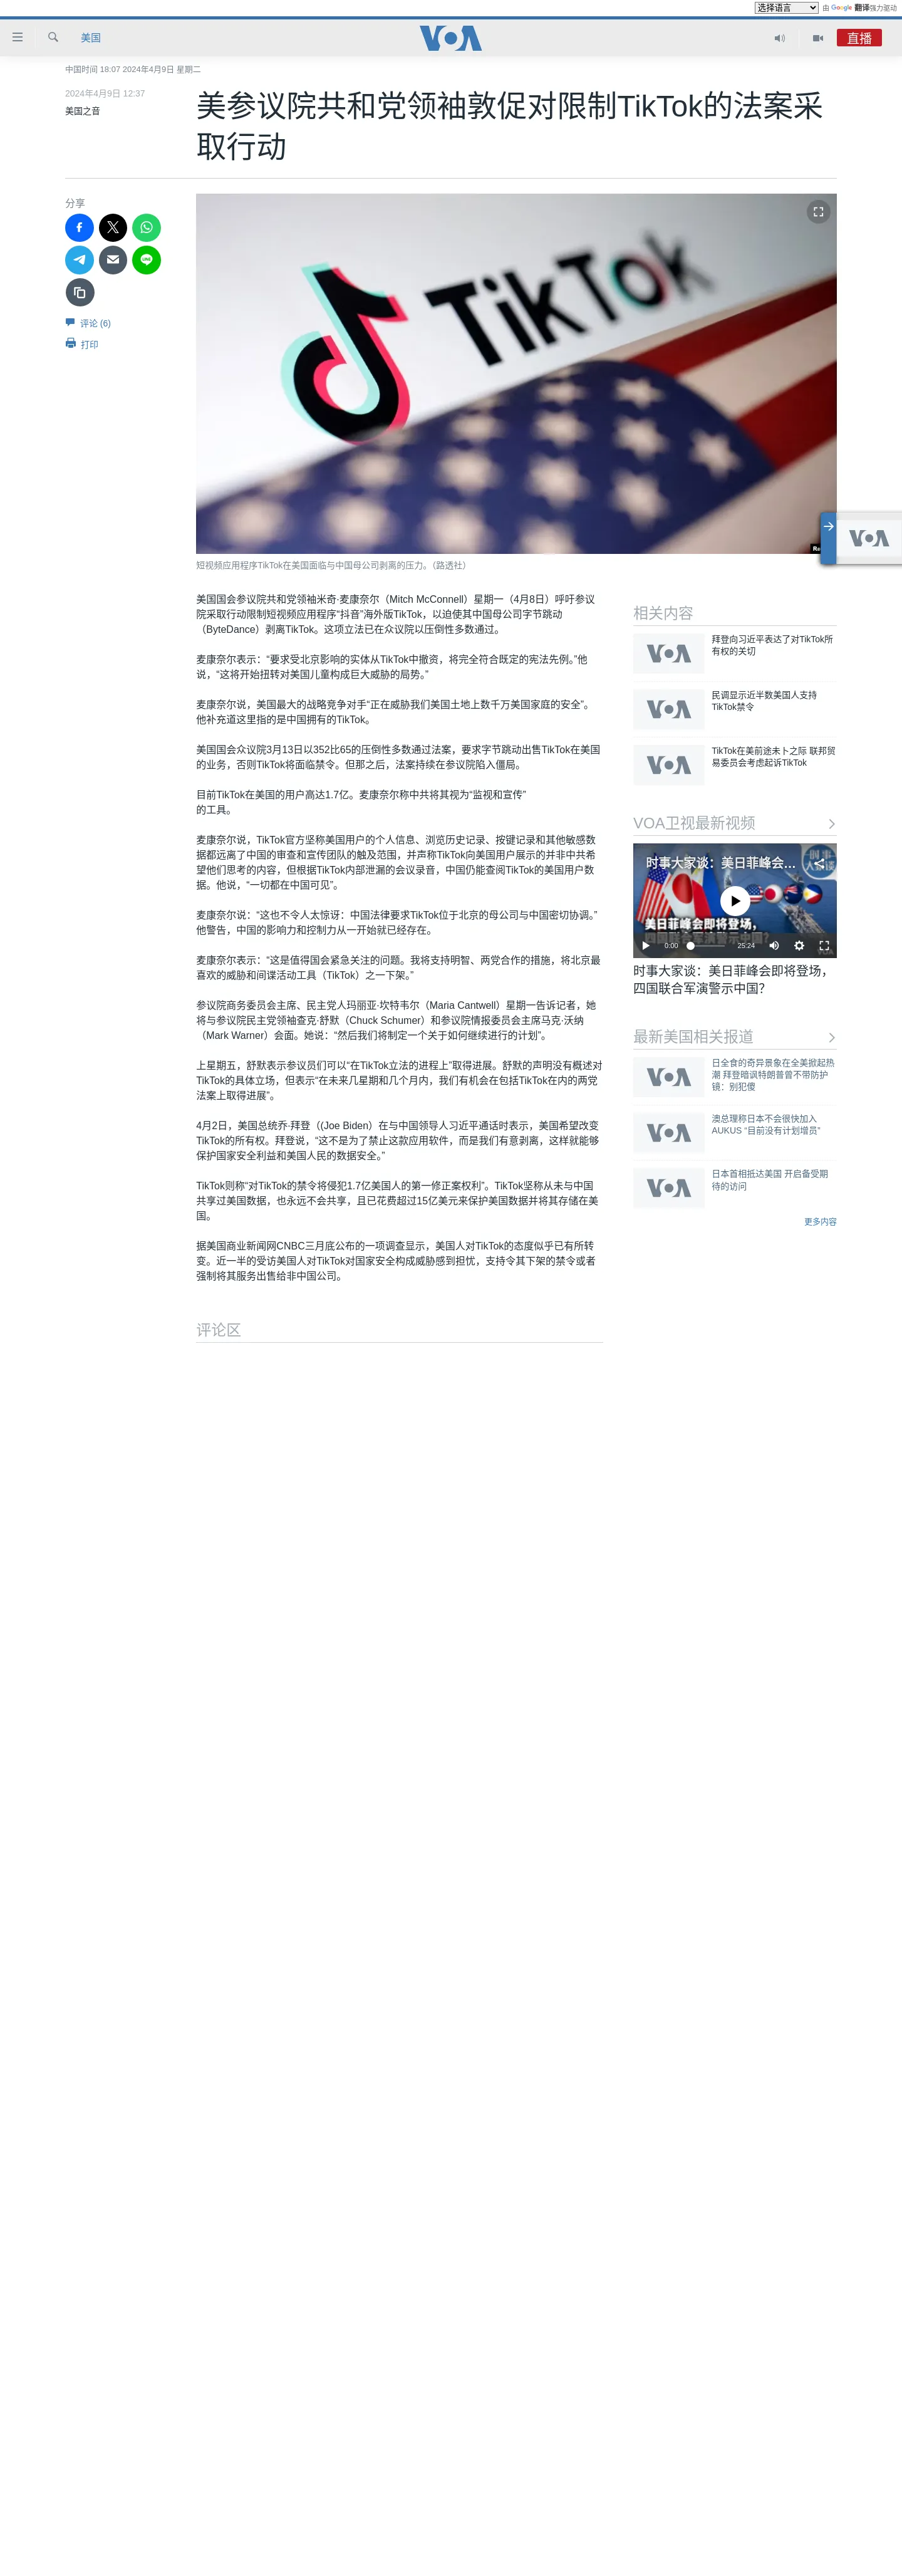 选择语言 由 Google 翻译强力驱动
美国
VOA
直播
中国时间 18:07 2024年4月9日 星期二
2024年4月9日 12:37
美国之音
美参议院共和党领袖敦促对限制TikTok的法案采
取行动
分享
评论 (6)
打印
TikTok
短视频应用程序TikTok在美国面临与中国母公司剥离的压力。（路透社）
美国国会参议院共和党领袖米奇·麦康奈尔（Mitch McConnell）星期一（4月8日）呼吁参议
院采取行动限制短视频应用程序“抖音”海外版TikTok，以迫使其中国母公司字节跳动
（ByteDance）剥离TikTok。这项立法已在众议院以压倒性多数通过。
麦康奈尔表示：“要求受北京影响的实体从TikTok中撤资，将完全符合既定的宪法先例。”他
说，“这将开始扭转对美国儿童构成巨大威胁的局势。”
麦康奈尔说，美国最大的战略竞争对手“正在威胁我们美国土地上数千万美国家庭的安全”。
他补充道这里指的是中国拥有的TikTok。
美国国会众议院3月13日以352比65的压倒性多数通过法案，要求字节跳动出售TikTok在美国
的业务，否则TikTok将面临禁令。但那之后，法案持续在参议院陷入僵局。
目前TikTok在美国的用户高达1.7亿。麦康奈尔称中共将其视为“监视和宣传”
的工具。
麦康奈尔说，TikTok官方坚称美国用户的个人信息、浏览历史记录、按键记录和其他敏感数
据都远离了中国的审查和宣传团队的触及范围，并声称TikTok向美国用户展示的并非中共希
望他们思考的内容，但根据TikTok内部泄漏的会议录音，中国仍能查阅TikTok的美国用户数
据。他说，“一切都在中国可见”。
麦康奈尔说：“这也不令人太惊讶：中国法律要求TikTok位于北京的母公司与中国密切协调。”
他警告，中国的影响力和控制力从一开始就已经存在。
麦康奈尔表示：“这是值得国会紧急关注的问题。我将支持明智、两党合作的措施，将北京最
喜欢的威胁和间谍活动工具（TikTok）之一下架。”
参议院商务委员会主席、民主党人玛丽亚·坎特韦尔（Maria Cantwell）星期一告诉记者，她
将与参议院民主党领袖查克·舒默（Chuck Schumer）和参议院情报委员会主席马克·沃纳
（Mark Warner）会面。她说：“然后我们将制定一个关于如何继续进行的计划”。
上星期五，舒默表示参议员们可以“在TikTok立法的进程上”取得进展。舒默的声明没有概述对
TikTok的具体立场，但表示“在未来几星期和几个月内，我们有机会在包括TikTok在内的两党
法案上取得进展”。
4月2日，美国总统乔·拜登（(Joe Biden）在与中国领导人习近平通话时表示，美国希望改变
TikTok的所有权。拜登说，“这不是为了禁止这款应用软件，而是我们有意剥离，这样就能够
保护国家安全利益和美国人民的数据安全。”
TikTok则称“对TikTok的禁令将侵犯1.7亿美国人的第一修正案权利”。TikTok坚称从未与中国
共享过美国数据，也永远不会共享，且已花费超过15亿美元来保护美国数据并将其存储在美
国。
据美国商业新闻网CNBC三月底公布的一项调查显示，美国人对TikTok的态度似乎已有所转
变。近一半的受访美国人对TikTok对国家安全构成威胁感到担忧，支持令其下架的禁令或者
强制将其服务出售给非中国公司。
评论区
VOA
相关内容
VOA
拜登向习近平表达了对TikTok所
有权的关切
VOA
民调显示近半数美国人支持
TikTok禁令
VOA
TikTok在美前途未卜之际 联邦贸
易委员会考虑起诉TikTok
VOA卫视最新视频
时事大家谈：美日菲峰会…
美日菲峰会即将登场，
0:00
25:24
时事大家谈：美日菲峰会即将登场，
四国联合军演警示中国？
最新美国相关报道
VOA
日全食的奇异景象在全美掀起热
潮 拜登暗讽特朗普曾不带防护
镜：别犯傻
VOA
澳总理称日本不会很快加入
AUKUS “目前没有计划增员”
VOA
日本首相抵达美国 开启备受期
待的访问
更多内容